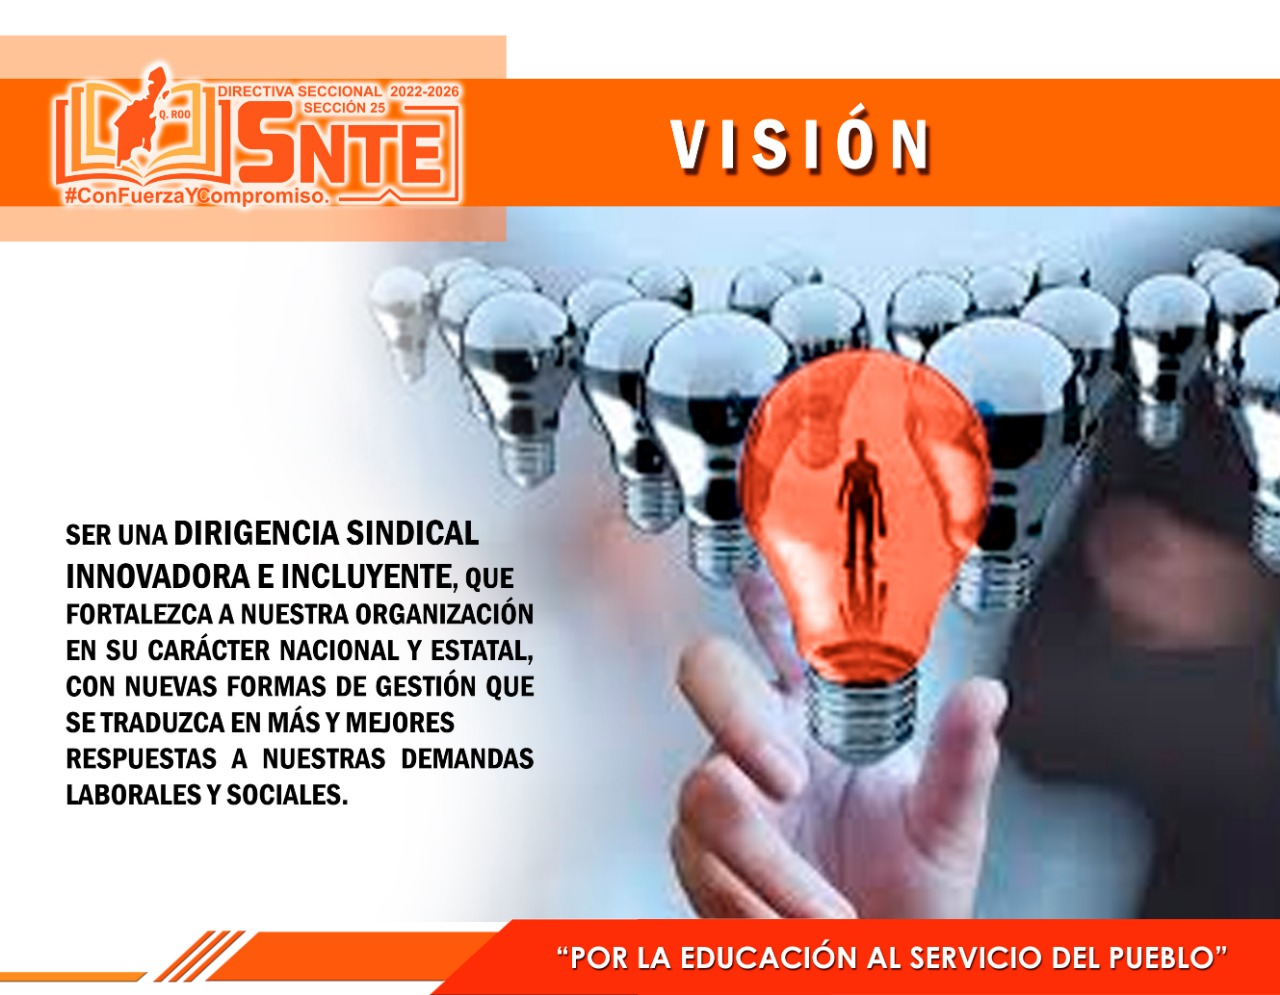 DIRECTIVA SECCIONAL 2022-2026
SECCIÓN 25
Q. ROO
SNTE
#ConFuerzaYCompromiso.
VISIÓN
SER UNA DIRIGENCIA SINDICAL
INNOVADORA E INCLUYENTE, QUE
FORTALEZCA A NUESTRA ORGANIZACIÓN
EN SU CARÁCTER NACIONAL Y ESTATAL,
CON NUEVAS FORMAS DE GESTIÓN QUE
SE TRADUZCA EN MÁS Y MEJORES
RESPUESTAS A NUESTRAS DEMANDAS
LABORALES Y SOCIALES.
“POR LA EDUCACIÓN AL SERVICIO DEL PUEBLO”